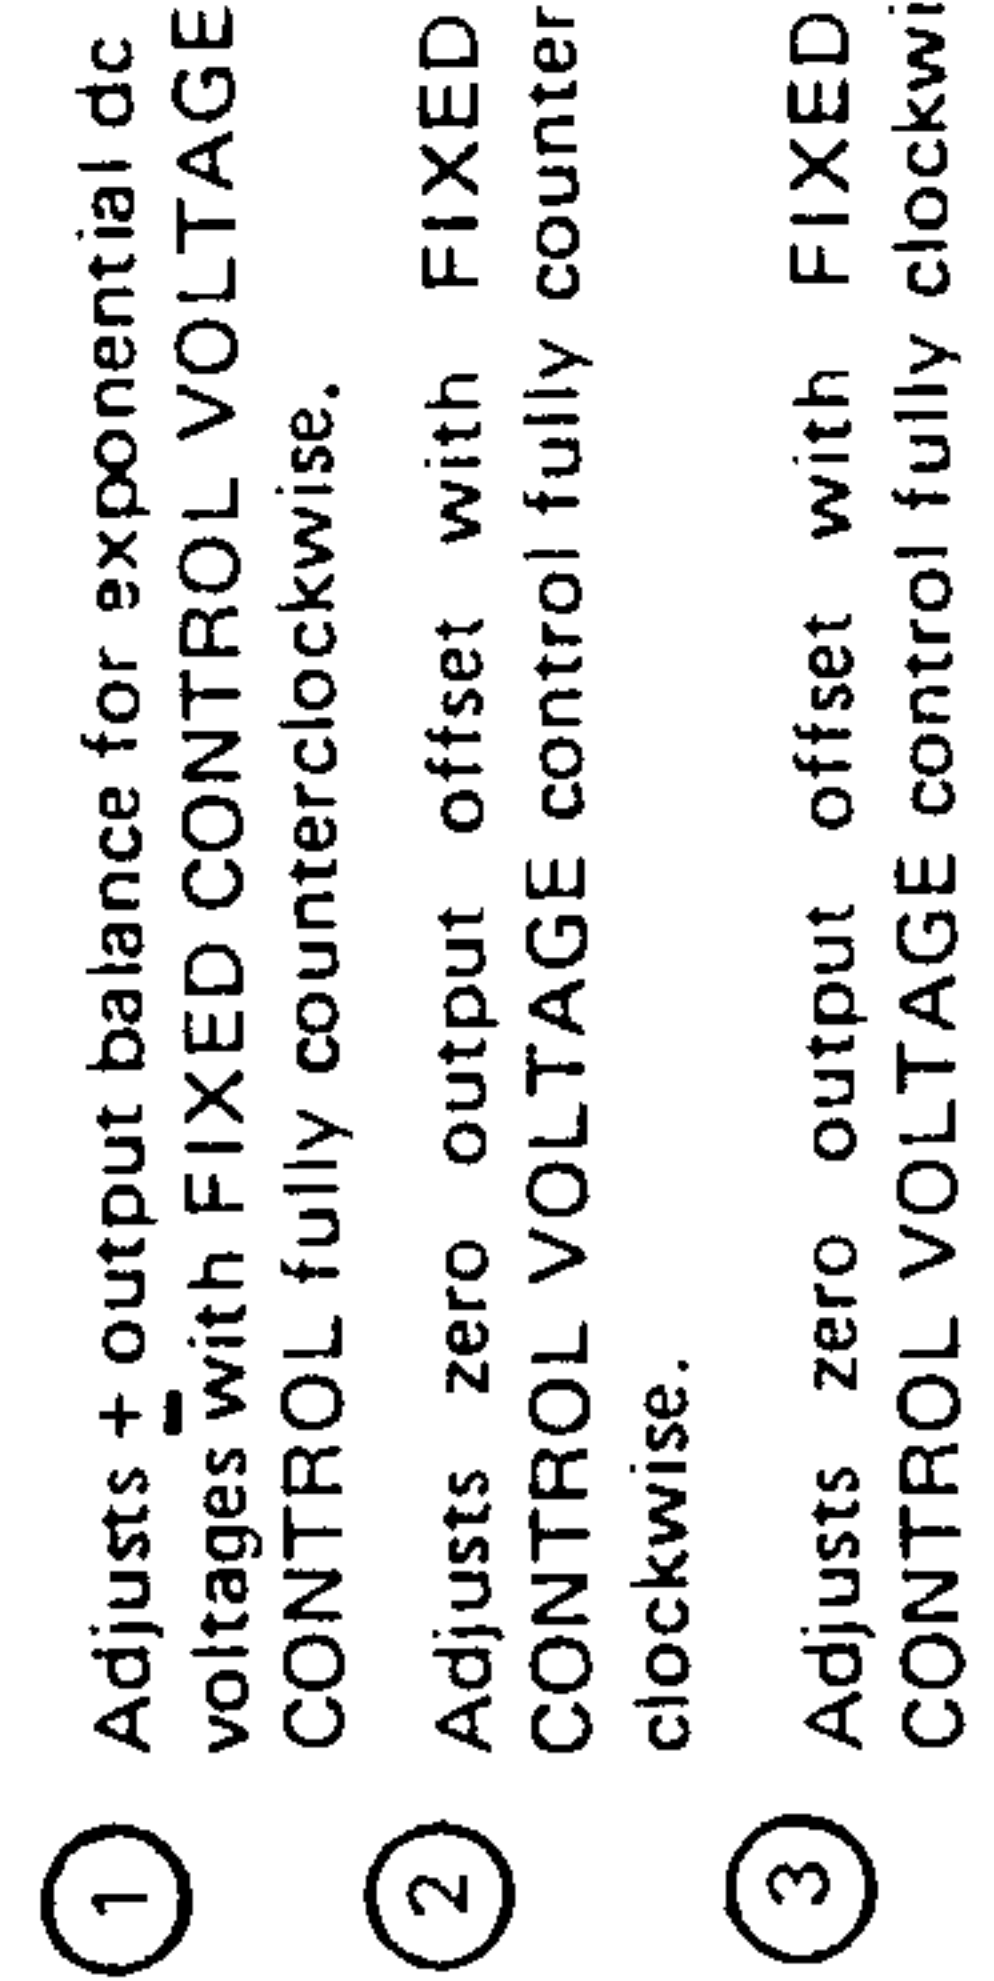 1 Adjusts ± output balance for exponential dc
voltages with FIXED CONTROL VOLTAGE
CONTROL fully counterclockwise.
2 Adjusts zero output offset with FIXED
CONTROL VOLTAGE control fully counter
clockwise.
3 Adjusts zero output offset with FIXED
CONTROL VOLTAGE control fully clockwi